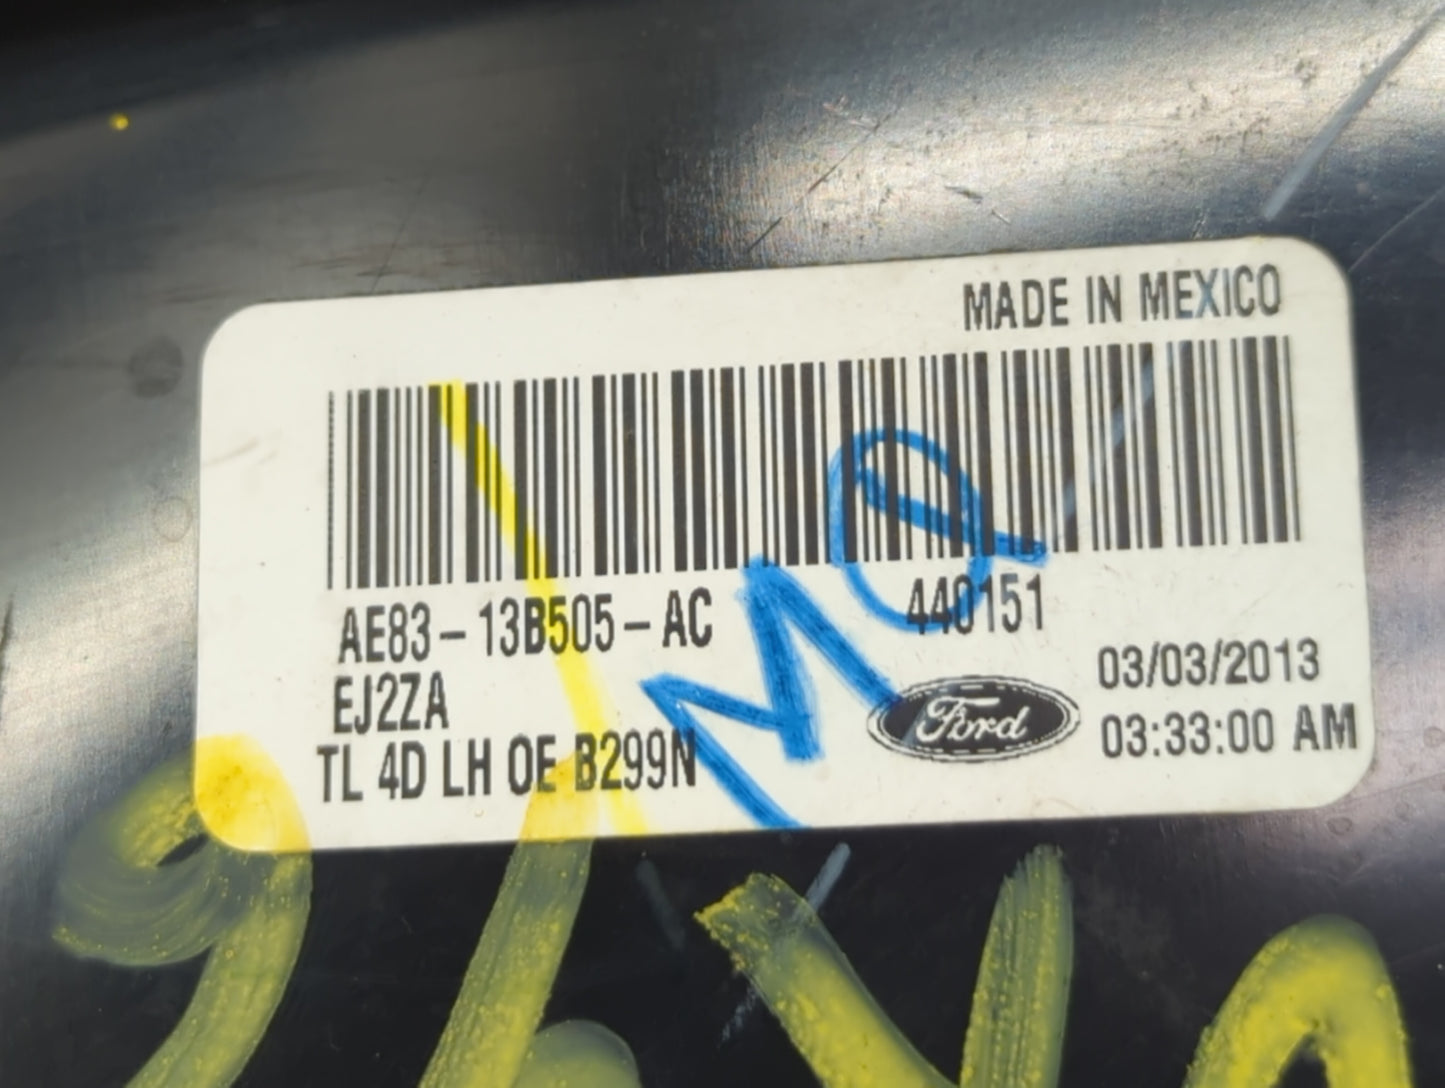 MADE IN MEXICO
AE83-13B505-AC 440151
EJ2ZA
Ford
03/03/2013
TL 4D LH OE B299N
03:33:00 AM